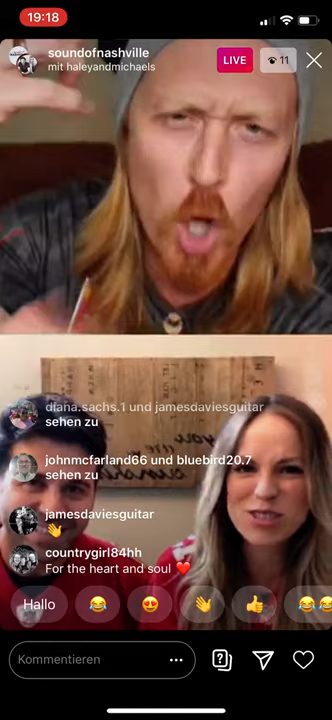 19:18
soundofnashville
mit haleyandmichaels
LIVE
11
diana.sachs.1 und jamesdaviesguitar
sehen zu
johnmcfarland66 und bluebird20.7
sehen zu
jamesdaviesguitar
👋
countrygirl84hh
For the heart and soul ❤️
Hallo 😂 😍 👋 👍 😂😂
Kommentieren